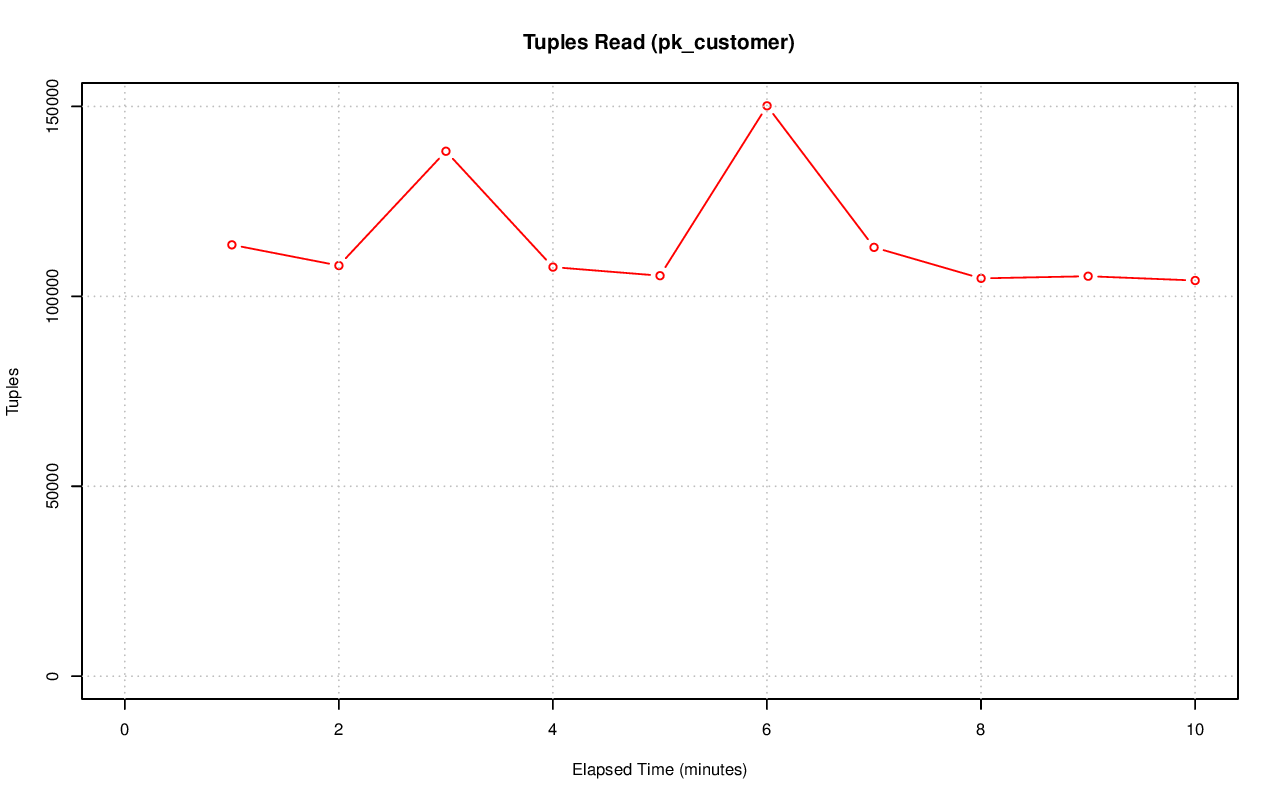 Tuples Read (pk_customer)
150000
100000
50000
0
Tuples
0 2 4 6 8 10
Elapsed Time (minutes)